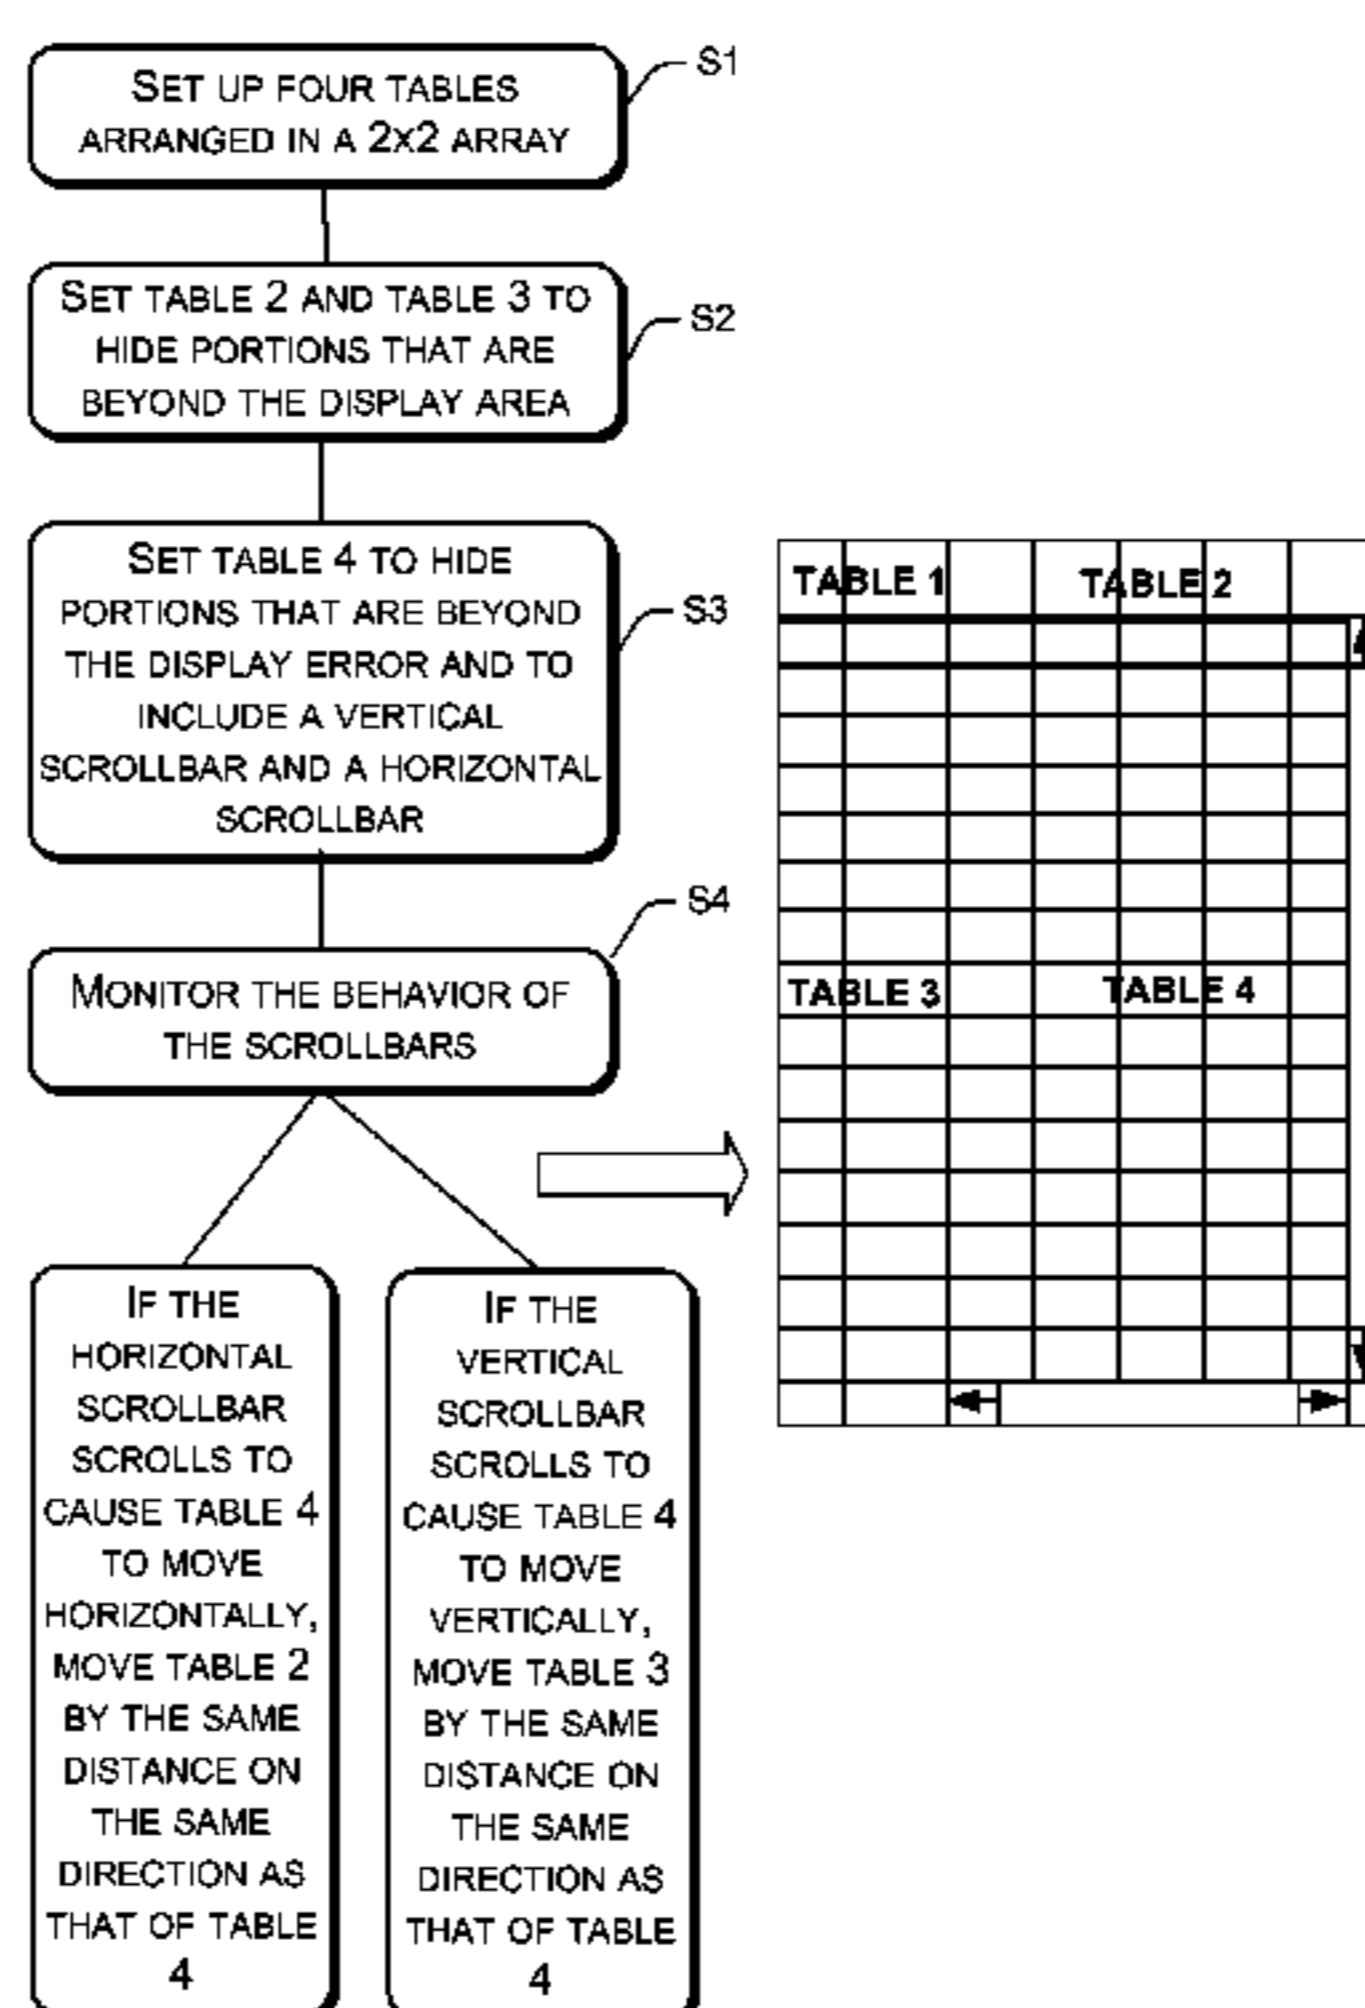 SET UP FOUR TABLES
ARRANGED IN A 2X2 ARRAY
S1
SET TABLE 2 AND TABLE 3 TO
HIDE PORTIONS THAT ARE
BEYOND THE DISPLAY AREA
S2
SET TABLE 4 TO HIDE
PORTIONS THAT ARE BEYOND
THE DISPLAY ERROR AND TO
INCLUDE A VERTICAL
SCROLLBAR AND A HORIZONTAL
SCROLLBAR
S3
MONITOR THE BEHAVIOR OF
THE SCROLLBARS
S4
IF THE
HORIZONTAL
SCROLLBAR
SCROLLS TO
CAUSE TABLE 4
TO MOVE
HORIZONTALLY,
MOVE TABLE 2
BY THE SAME
DISTANCE ON
THE SAME
DIRECTION AS
THAT OF TABLE
4
IF THE
VERTICAL
SCROLLBAR
SCROLLS TO
CAUSE TABLE 4
TO MOVE
VERTICALLY,
MOVE TABLE 3
BY THE SAME
DISTANCE ON
THE SAME
DIRECTION AS
THAT OF TABLE
4
TABLE 1
TABLE 2
TABLE 3
TABLE 4